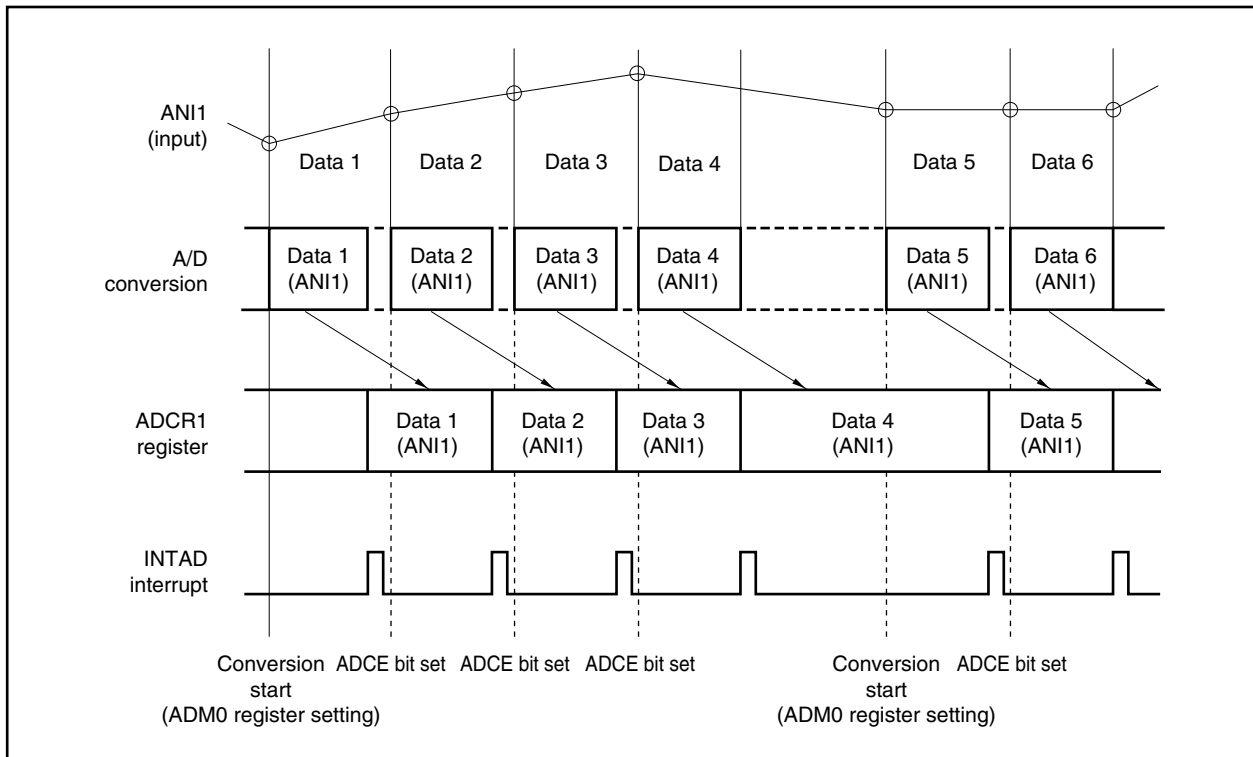 ANI1
(input)
Data 1
Data 2
Data 3
Data 4
Data 5
Data 6
A/D
conversion
Data 1
(ANI1)
Data 2
(ANI1)
Data 3
(ANI1)
Data 4
(ANI1)
Data 5
(ANI1)
Data 6
(ANI1)
ADCR1
register
Data 1
(ANI1)
Data 2
(ANI1)
Data 3
(ANI1)
Data 4
(ANI1)
Data 5
(ANI1)
INTAD
interrupt
Conversion
start
(ADM0 register setting)
ADCE bit set
ADCE bit set
ADCE bit set
Conversion
start
(ADM0 register setting)
ADCE bit set